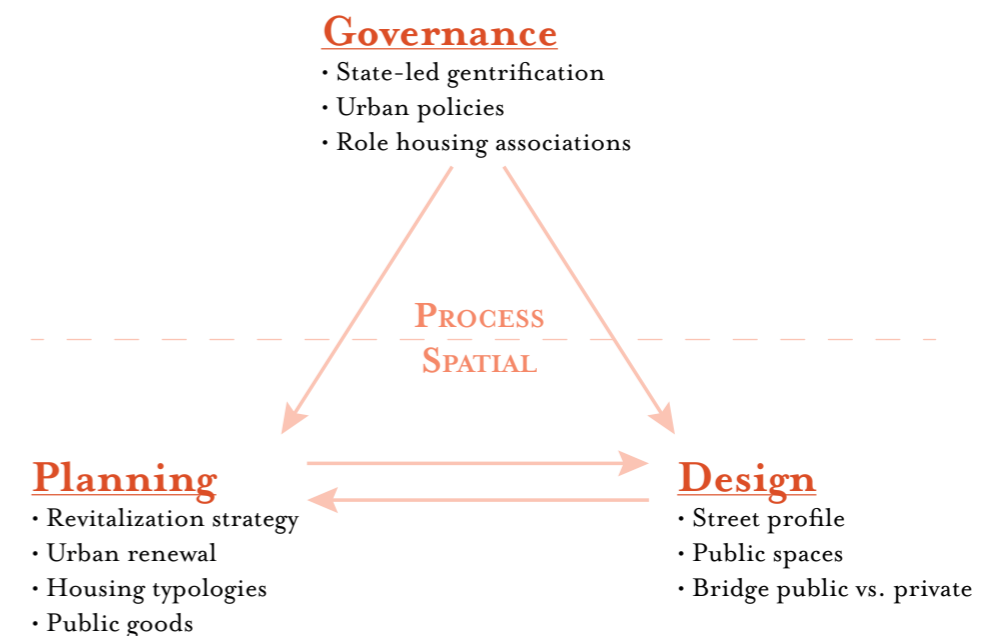 Governance
· State-led gentrification
· Urban policies
· Role housing associations
Process
Spatial
Planning
· Revitalization strategy
· Urban renewal
· Housing typologies
· Public goods
Design
· Street profile
· Public spaces
· Bridge public vs. private